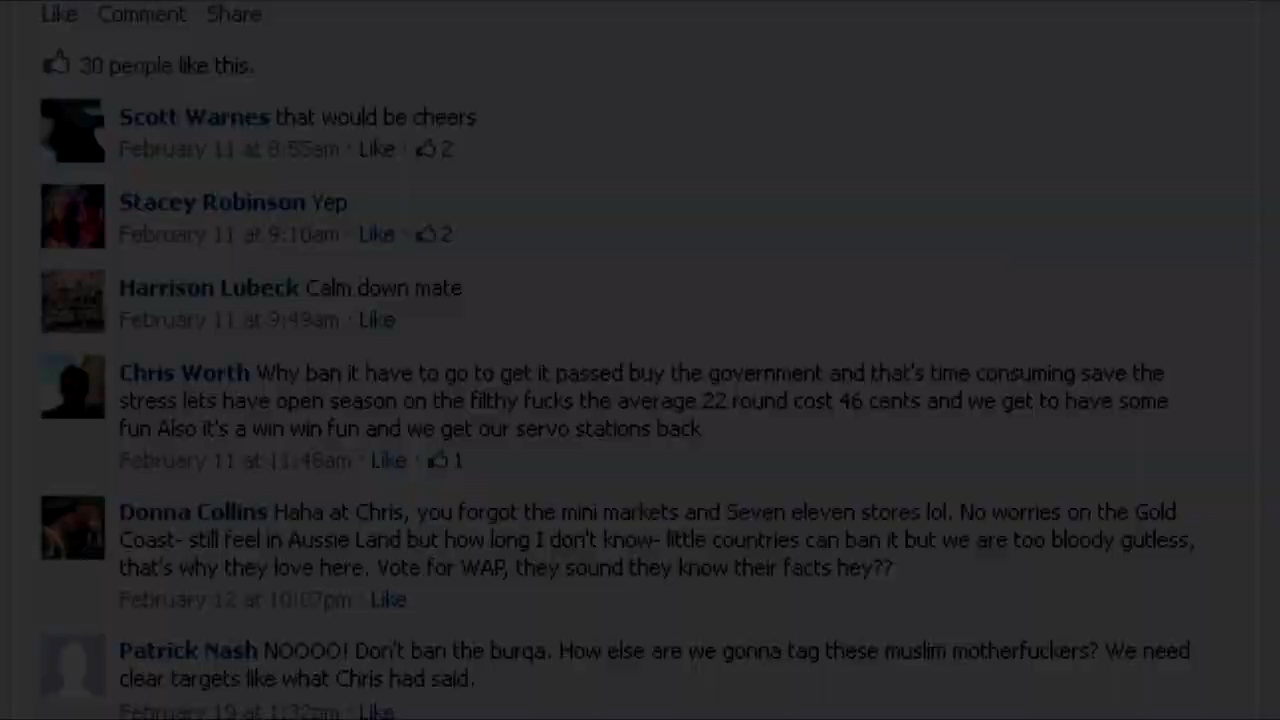 Like Comment Share
30 people like this.
Scott Warnes that would be cheers
February 11 at 8:55am · Like · 2
Stacey Robinson Yep
February 11 at 9:10am · Like · 2
Harrison Lubeck Calm down mate
February 11 at 9:49am · Like
Chris Worth Why ban it have to go to get it passed buy the government and that's time consuming save the
stress lets have open season on the filthy fucks the average 22 round cost 46 cents and we get to have some
fun Also it's a win win fun and we get our servo stations back
February 11 at 11:46am · Like · 1
Donna Collins Haha at Chris, you forgot the mini markets and Seven eleven stores lol. No worries on the Gold
Coast- still feel in Aussie Land but how long I don't know- little countries can ban it but we are too bloody gutless,
that's why they love here. Vote for WAP, they sound they know their facts hey??
February 12 at 10:07pm · Like
Patrick Nash NOOOO! Don't ban the burqa. How else are we gonna tag these muslim motherfuckers? We need
clear targets like what Chris had said.
February 19 at 1:32pm · Like